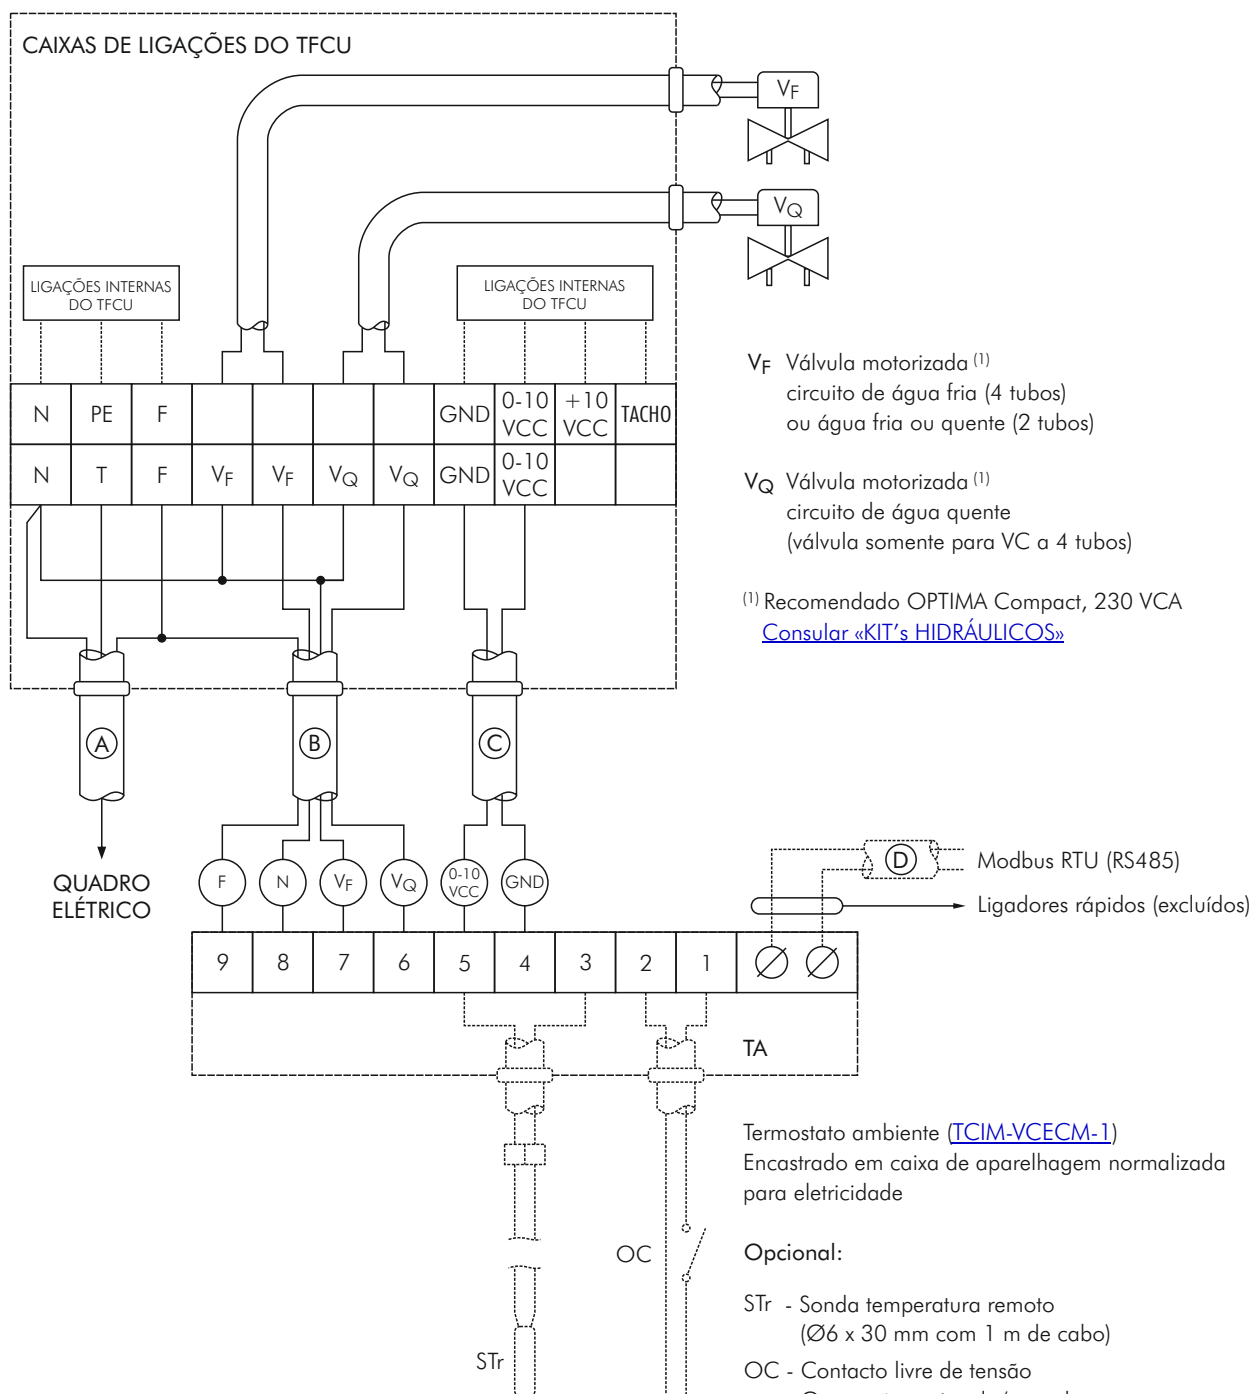 CAIXAS DE LIGAÇÕES DO TFCU
VF
VQ
LIGAÇÕES INTERNAS
DO TFCU
LIGAÇÕES INTERNAS
DO TFCU
N PE F GND 0-10 VCC +10 VCC TACHO
N T F VF VF VQ VQ GND 0-10 VCC
VF Válvula motorizada (1)
circuito de água fria (4 tubos)
ou água fria ou quente (2 tubos)
VQ Válvula motorizada (1)
circuito de água quente
(válvula somente para VC a 4 tubos)
(1) Recomendado OPTIMA Compact, 230 VCA
Consular «KIT's HIDRÁULICOS»
A B C
QUADRO
ELÉTRICO
F N VF VQ 0-10 VCC GND
D Modbus RTU (RS485)
Ligadores rápidos (excluídos)
9 8 7 6 5 4 3 2 1
TA
Termostato ambiente (TCIM-VCECM-1)
Encastrado em caixa de aparelhagem normalizada
para eletricidade
OC
Opcional:
STr - Sonda temperatura remoto
(Ø6 x 30 mm com 1 m de cabo)
STr
OC - Contacto livre de tensão